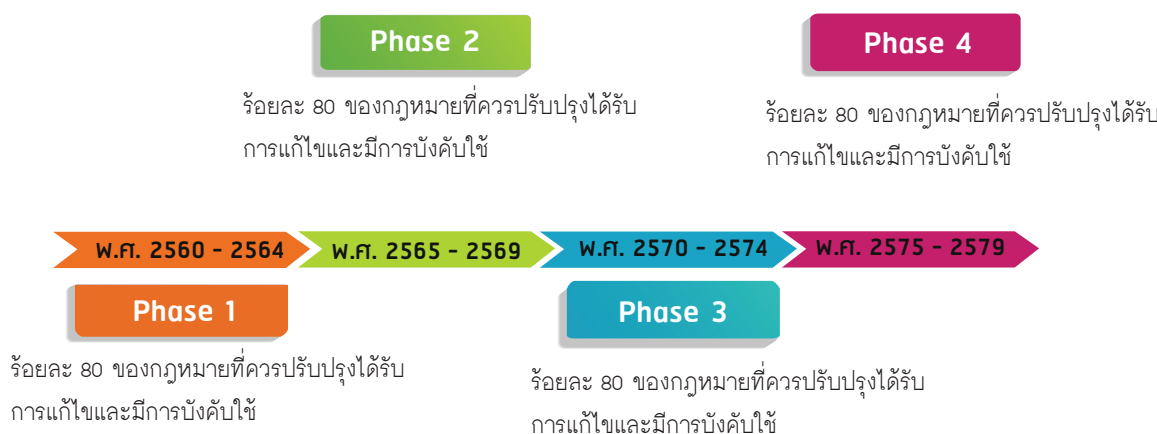 Phase 2
ร้อยละ 80 ของกฎหมายที่ควรปรับปรุงได้รับ
การแก้ไขและมีการบังคับใช้
Phase 4
ร้อยละ 80 ของกฎหมายที่ควรปรับปรุงได้รับ
การแก้ไขและมีการบังคับใช้
พ.ศ. 2560 - 2564
พ.ศ. 2565 - 2569
พ.ศ. 2570 - 2574
พ.ศ. 2575 - 2579
Phase 1
ร้อยละ 80 ของกฎหมายที่ควรปรับปรุงได้รับ
การแก้ไขและมีการบังคับใช้
Phase 3
ร้อยละ 80 ของกฎหมายที่ควรปรับปรุงได้รับ
การแก้ไขและมีการบังคับใช้